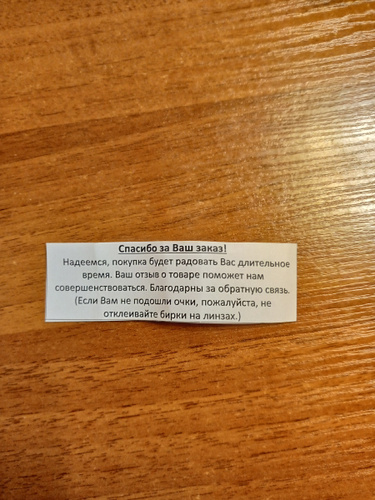 Спасибо за Ваш заказ!
Надеемся, покупка будет радовать Вас длительное
время. Ваш отзыв о товаре поможет нам
совершенствоваться. Благодарны за обратную связь.
(Если Вам не подошли очки, пожалуйста, не
отклеивайте бирки на линзах.)